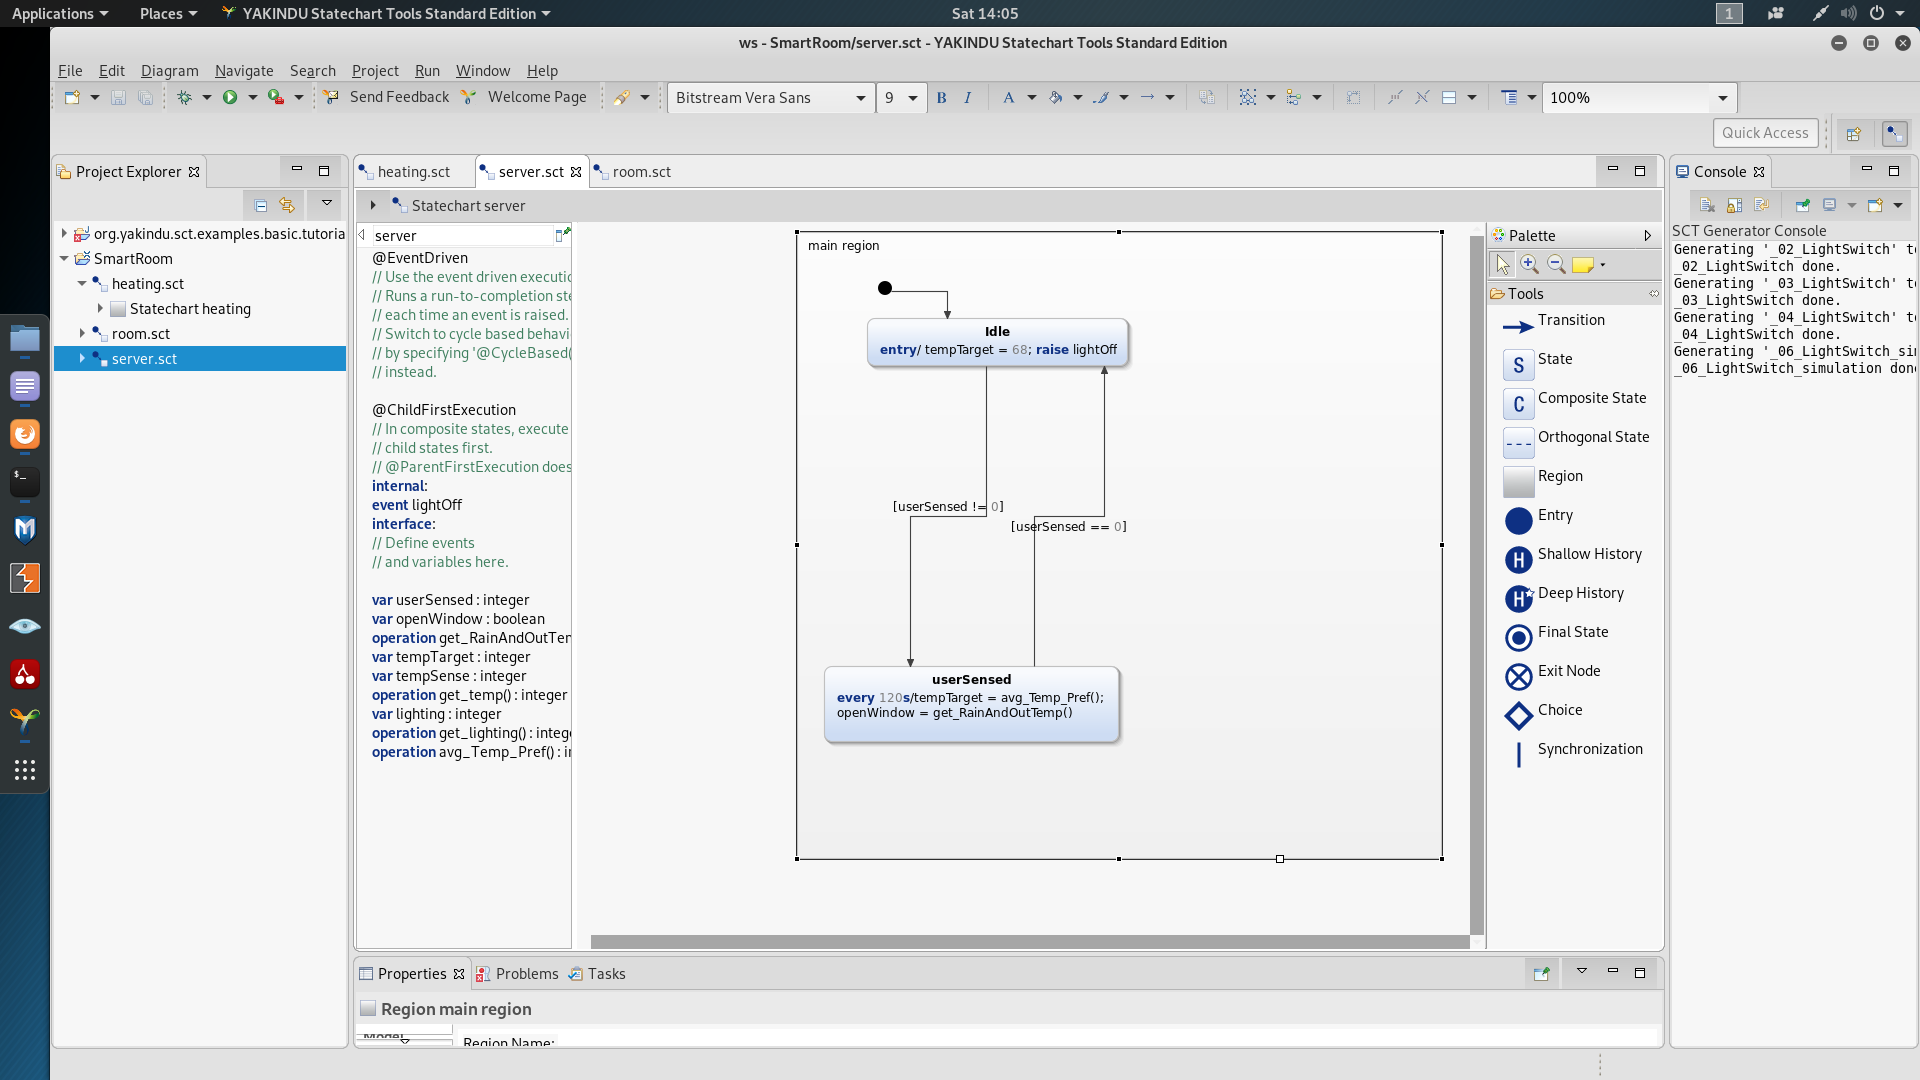 Applications
Places
YAKINDU Statechart Tools Standard Edition
Sat 14:05
1
ws - SmartRoom/server.sct - YAKINDU Statechart Tools Standard Edition
File Edit Diagram Navigate Search Project Run Window Help
Send Feedback
Welcome Page
Bitstream Vera Sans
9
B I A
100%
Quick Access
Project Explorer
org.yakindu.sct.examples.basic.tutoria
SmartRoom
heating.sct
Statechart heating
room.sct
server.sct
heating.sct
server.sct
room.sct
Statechart server
server
@EventDriven
// Use the event driven executio
// Runs a run-to-completion ste
// each time an event is raised.
// Switch to cycle based behavi
// by specifying '@CycleBased(
// instead.
@ChildFirstExecution
// In composite states, execute
// child states first.
// @ParentFirstExecution does
internal:
event lightOff
interface:
// Define events
// and variables here.
var userSensed : integer
var openWindow : boolean
operation get_RainAndOutTen
var tempTarget : integer
var tempSense : integer
operation get_temp() : integer
var lighting : integer
operation get_lighting() : intege
operation avg_Temp_Pref() : in
main region
Idle
entry/ tempTarget = 68; raise lightOff
[userSensed != 0]
[userSensed == 0]
userSensed
every 120s/tempTarget = avg_Temp_Pref();
openWindow = get_RainAndOutTemp()
Palette
Tools
Transition
S State
C Composite State
Orthogonal State
Region
Entry
H Shallow History
H* Deep History
Final State
Exit Node
Choice
Synchronization
Console
SCT Generator Console
Generating '_02_LightSwitch' to
_02_LightSwitch done.
Generating '_03_LightSwitch' to
_03_LightSwitch done.
Generating '_04_LightSwitch' to
_04_LightSwitch done.
Generating '_06_LightSwitch_sim
_06_LightSwitch_simulation done
Properties
Problems
Tasks
Region main region
Model
Region Name: